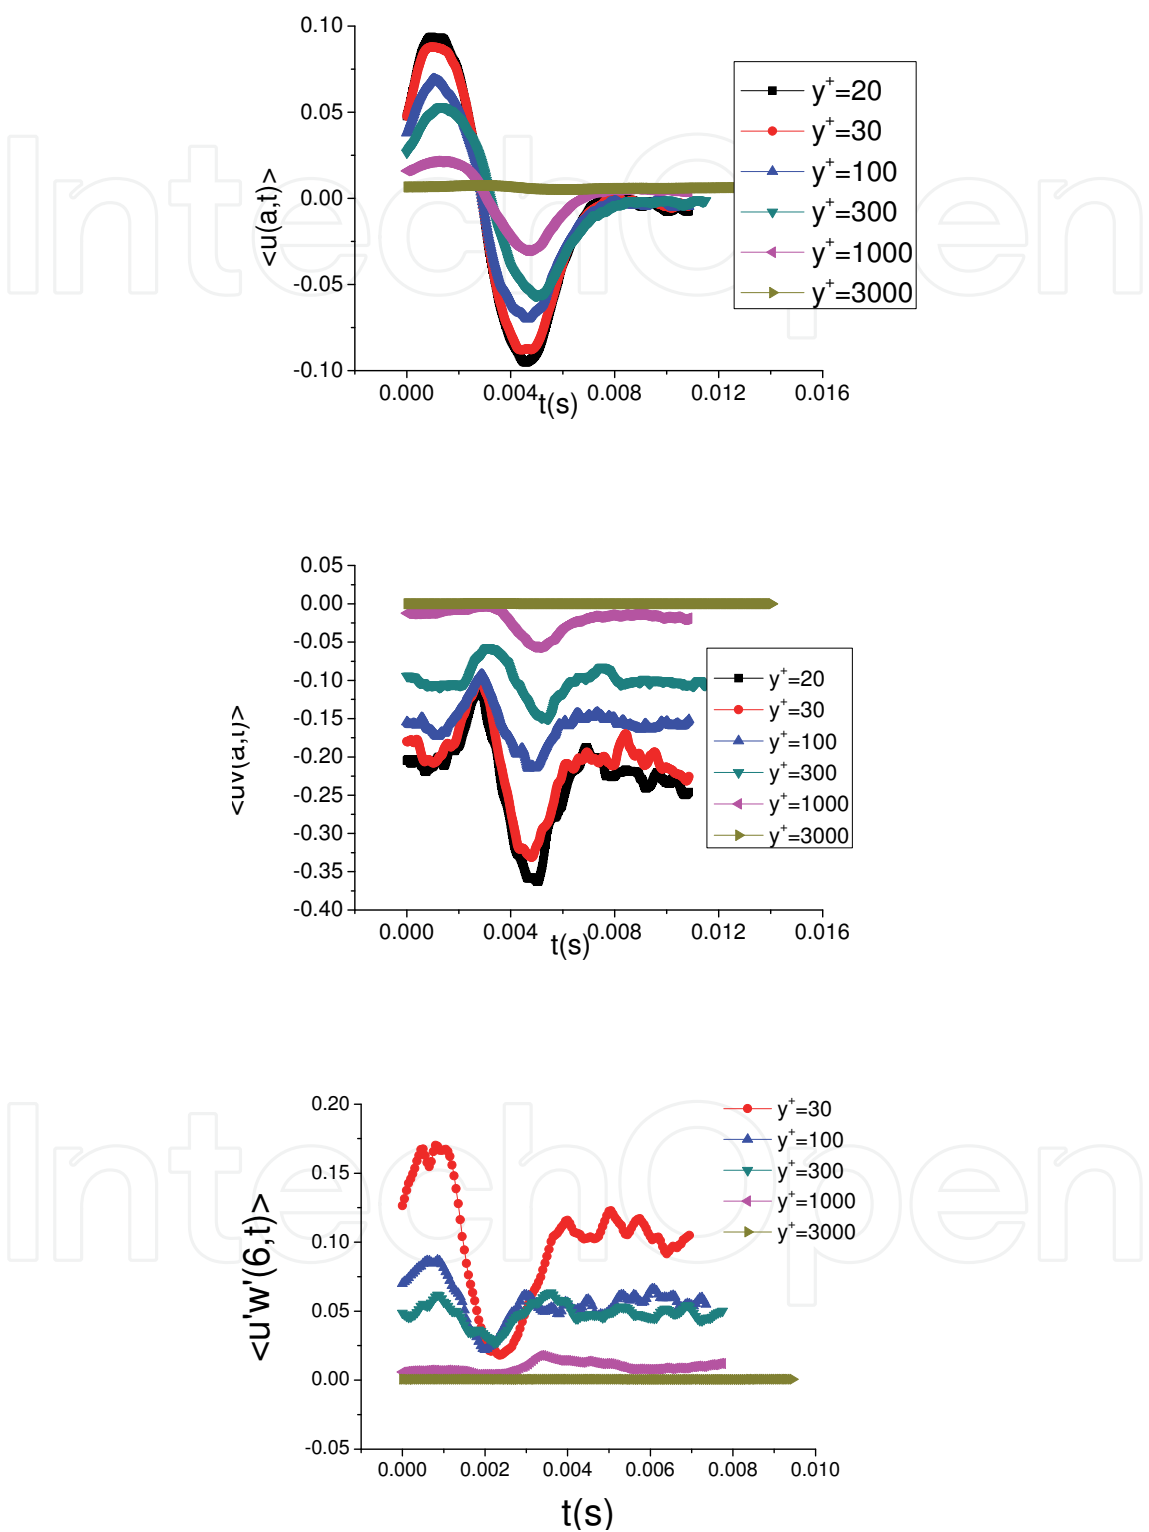 0.10
0.05
0.00
-0.05
-0.10
<u(a,t)>
0.000
0.004
0.008
0.012
0.016
t(s)
y+=20
y+=30
y+=100
y+=300
y+=1000
y+=3000
0.05
0.00
-0.05
-0.10
-0.15
-0.20
-0.25
-0.30
-0.35
-0.40
<uv(a,t)>
0.000
0.004
0.008
0.012
0.016
t(s)
y+=20
y+=30
y+=100
y+=300
y+=1000
y+=3000
0.20
0.15
0.10
0.05
0.00
-0.05
<u'w'(6,t)>
0.000
0.002
0.004
0.006
0.008
0.010
t(s)
y+=30
y+=100
y+=300
y+=1000
y+=3000
IntechOpen
IntechOpen